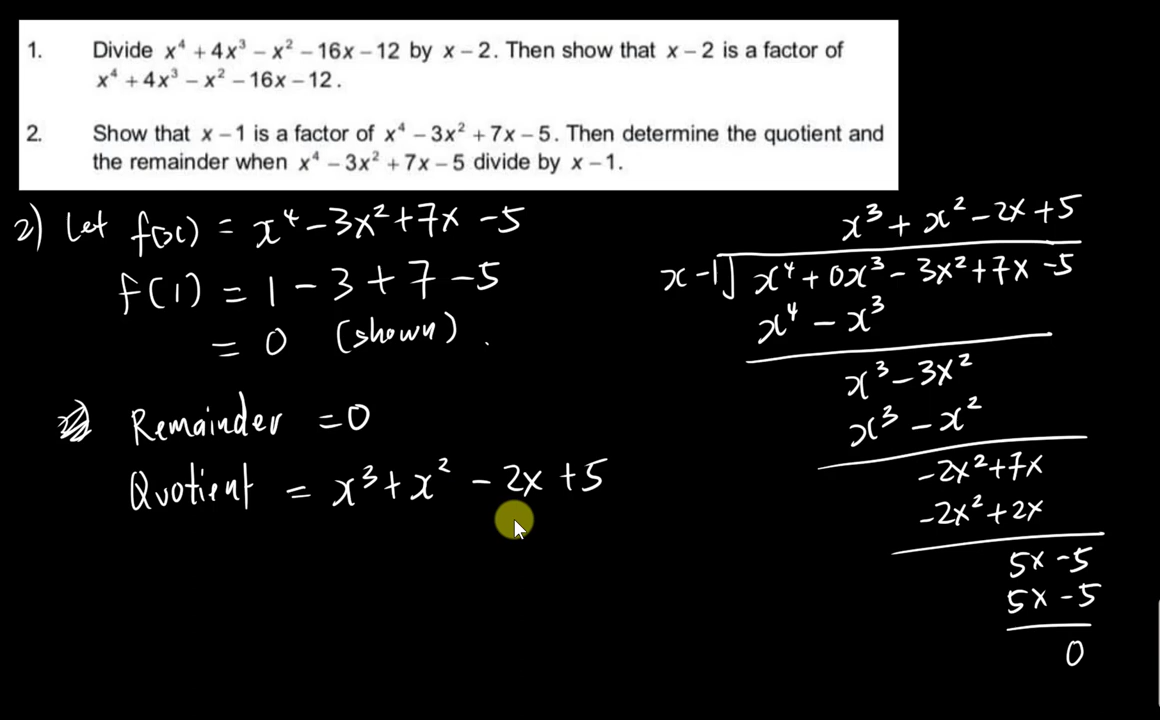 1. Divide x⁴ + 4x³ − x² − 16x − 12 by x − 2. Then show that x − 2 is a factor of
x⁴ + 4x³ − x² − 16x − 12.
2. Show that x − 1 is a factor of x⁴ − 3x² + 7x − 5. Then determine the quotient and
the remainder when x⁴ − 3x² + 7x − 5 divide by x − 1.
2) Let f(x) = x⁴ − 3x² + 7x − 5
f(1) = 1 − 3 + 7 − 5
= 0 (shown).
Remainder = 0
Quotient = x³ + x² − 2x + 5
x³ + x² − 2x + 5
x − 1 x⁴ + 0x³ − 3x² + 7x − 5
x⁴ − x³
x³ − 3x²
x³ − x²
−2x² + 7x
−2x² + 2x
5x − 5
5x − 5
0